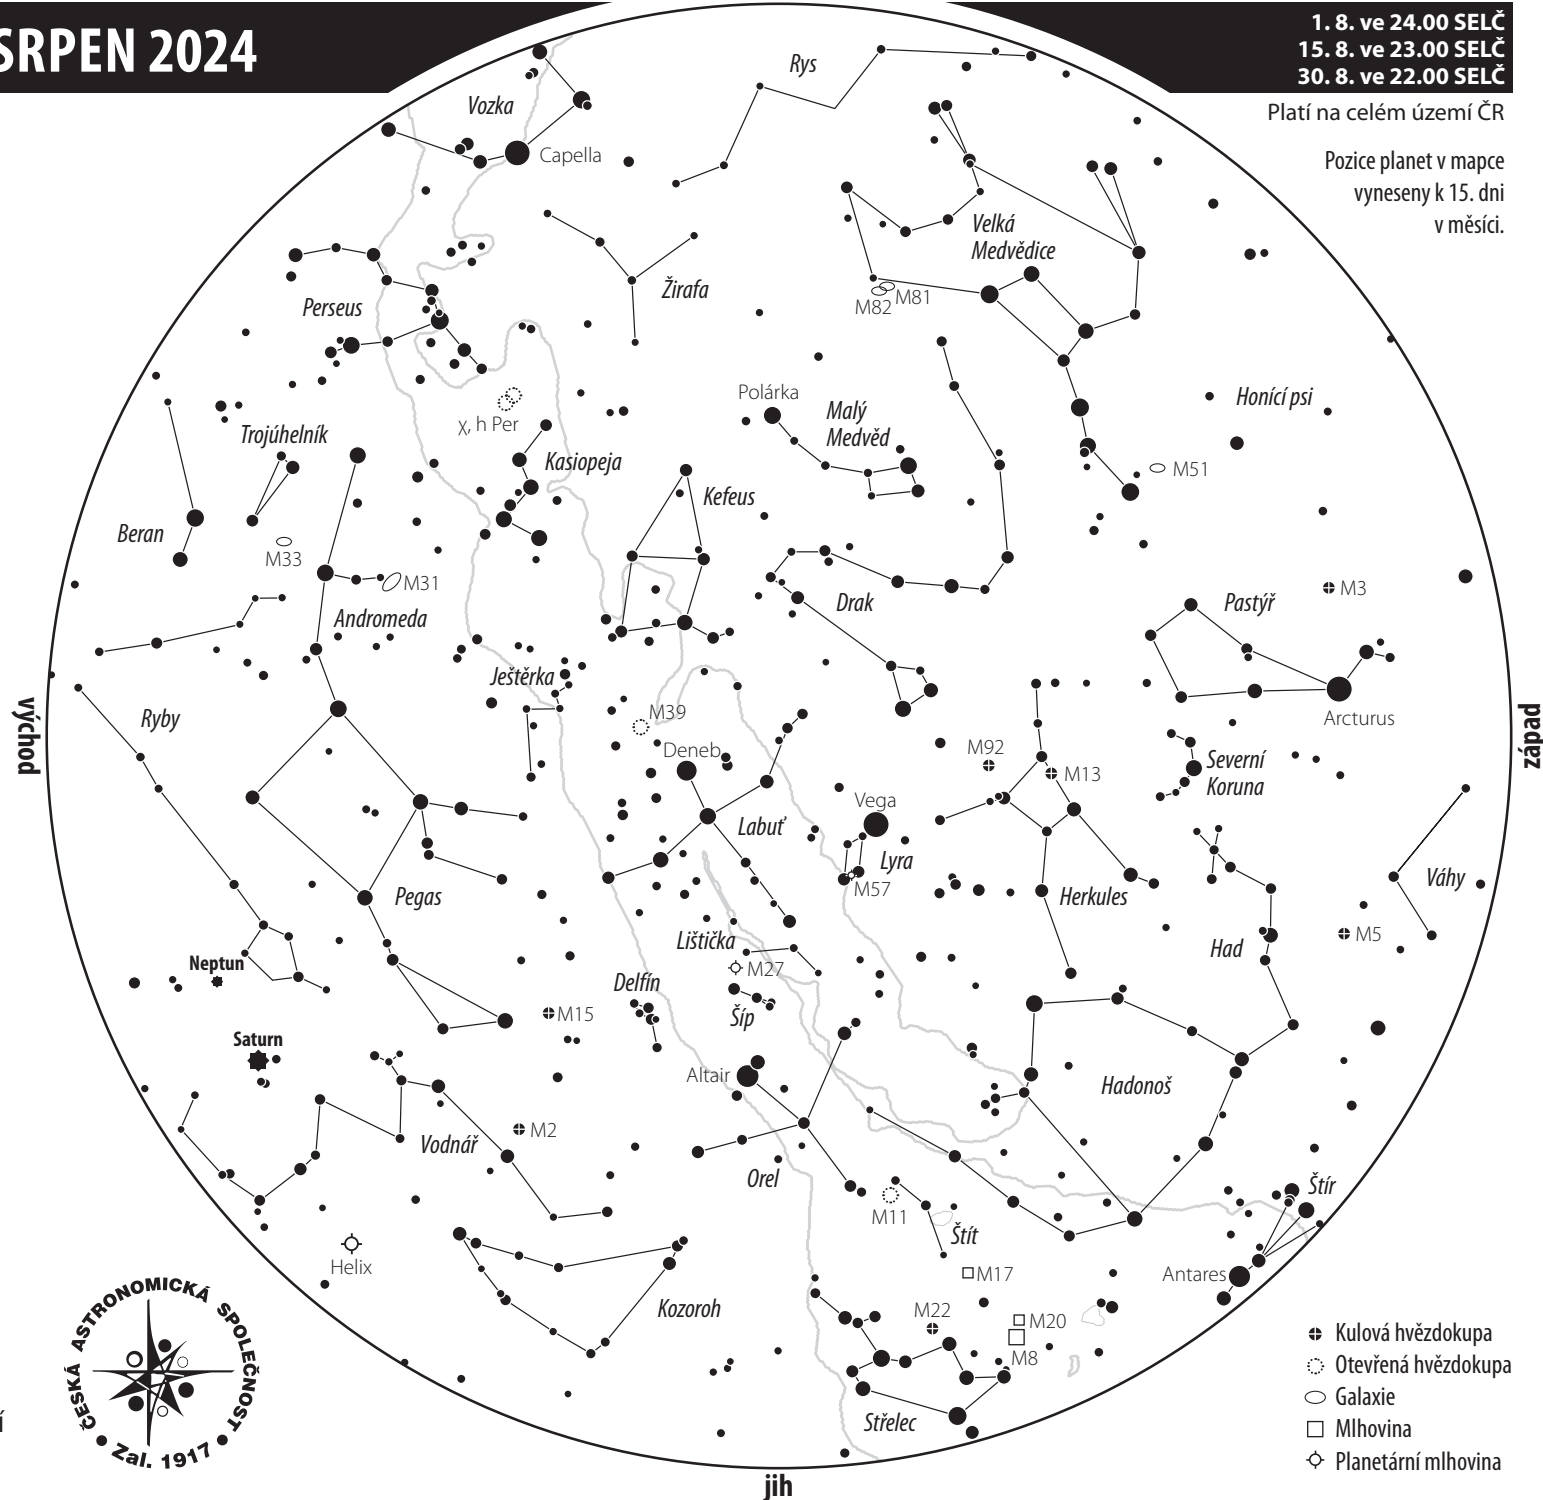 SRPEN 2024
1. 8. ve 24.00 SELČ
15. 8. ve 23.00 SELČ
30. 8. ve 22.00 SELČ
Platí na celém území ČR
Pozice planet v mapce
vyneseny k 15. dni
v měsíci.
Rys
Vozka
Capella
Velká
Medvědice
Žirafa
M82
M81
Perseus
Polárka
Malý
Medvěd
Honící psi
χ, h Per
Trojúhelník
Kasiopeja
M51
Kefeus
Beran
M33
M31
M3
Andromeda
Drak
Pastýř
Ještěrka
Ryby
M39
Arcturus
východ
západ
Deneb
M92
M13
Severní
Koruna
Vega
Labuť
Lyra
Váhy
M57
Pegas
Herkules
M5
Lištička
Had
Neptun
M27
Delfín
Šíp
M15
Saturn
Altair
Hadonoš
M2
Vodnář
Orel
Štír
M11
Štít
Helix
M17
Antares
Kozoroh
M22
M20
M8
Střelec
jih
Kulová hvězdokupa
Otevřená hvězdokupa
Galaxie
Mlhovina
Planetární mlhovina
ČESKÁ ASTRONOMICKÁ SPOLEČNOST
Zal. 1917
í